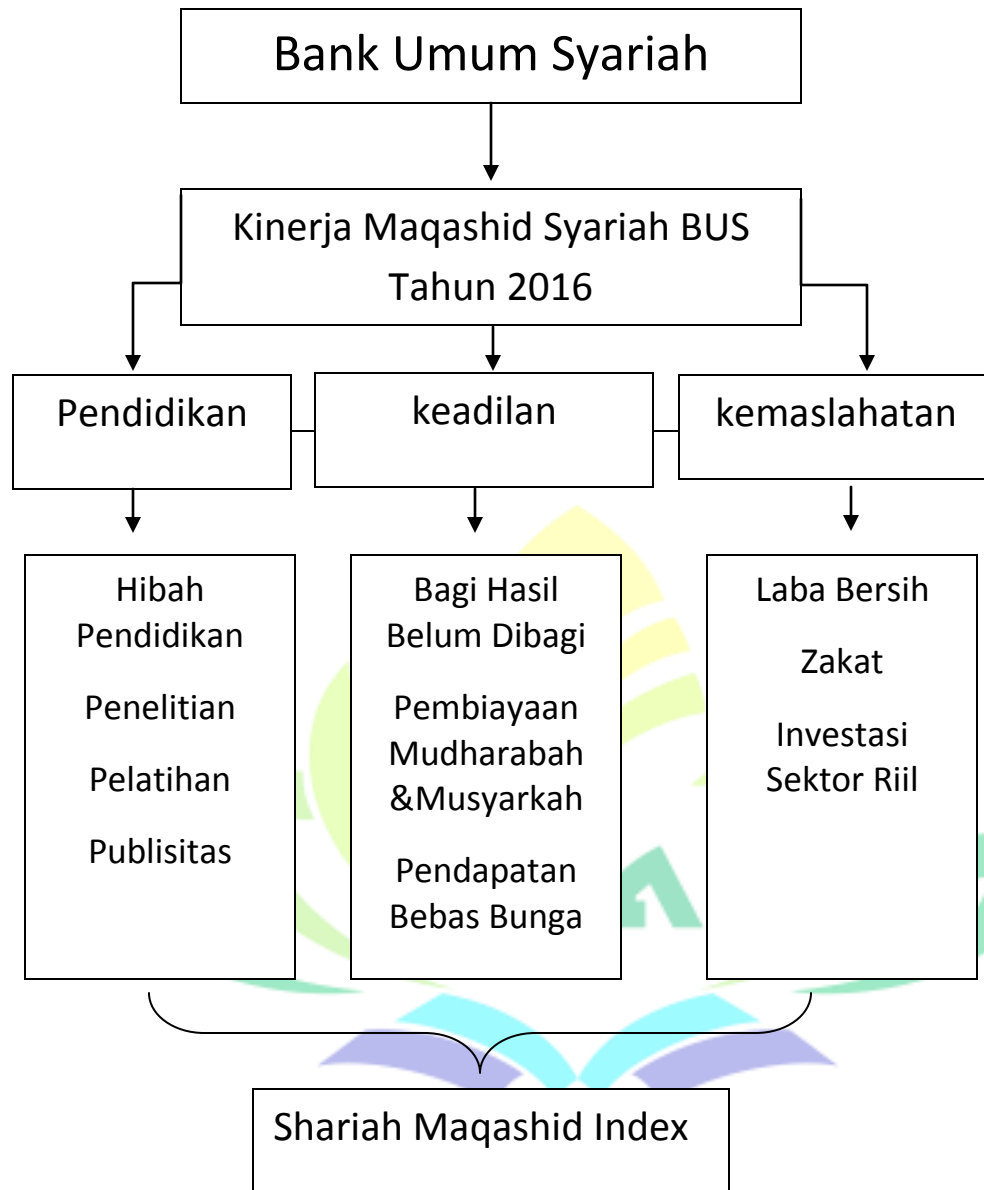 Bank Umum Syariah
Kinerja Maqashid Syariah BUS
Tahun 2016
Pendidikan
keadilan
kemaslahatan
Hibah
Pendidikan
Penelitian
Pelatihan
Publisitas
Bagi Hasil
Belum Dibagi
Pembiayaan
Mudharabah
&Musyarkah
Pendapatan
Bebas Bunga
Laba Bersih
Zakat
Investasi
Sektor Riil
Shariah Maqashid Index